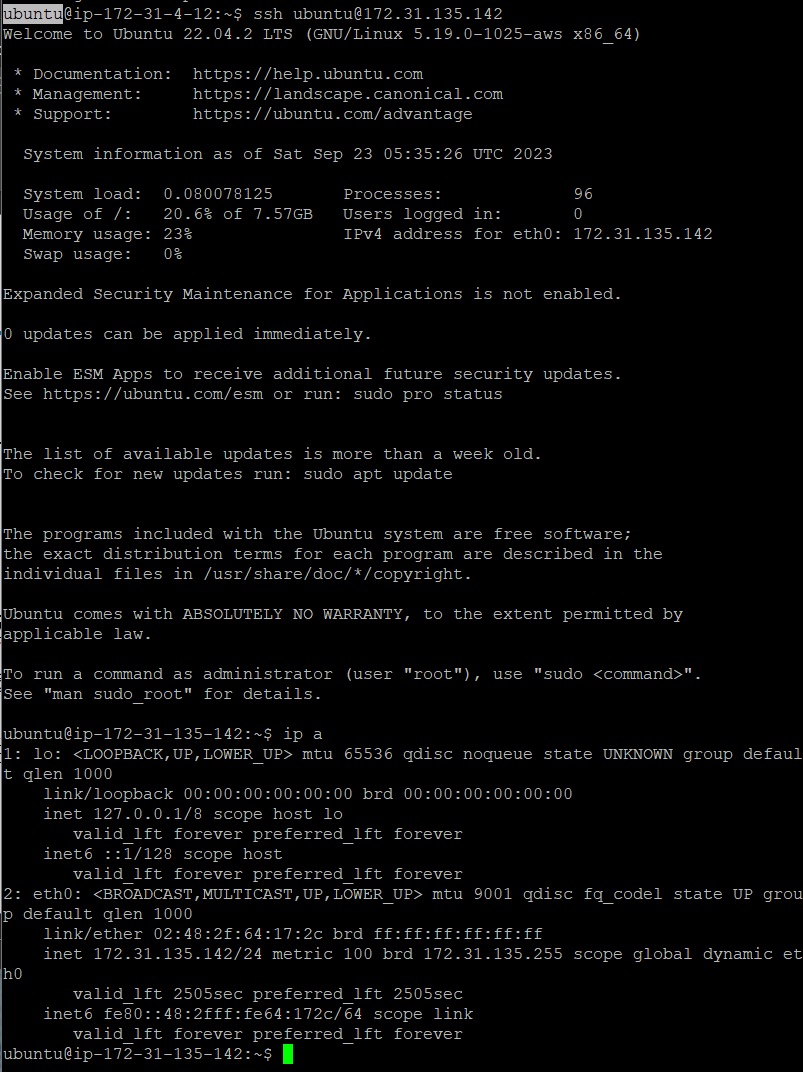 ubuntu@ip-172-31-4-12:~$ ssh ubuntu@172.31.135.142
Welcome to Ubuntu 22.04.2 LTS (GNU/Linux 5.19.0-1025-aws x86_64)

 * Documentation:  https://help.ubuntu.com
 * Management:     https://landscape.canonical.com
 * Support:        https://ubuntu.com/advantage

  System information as of Sat Sep 23 05:35:26 UTC 2023

  System load:  0.080078125       Processes:             96
  Usage of /:   20.6% of 7.57GB   Users logged in:       0
  Memory usage: 23%               IPv4 address for eth0: 172.31.135.142
  Swap usage:   0%

Expanded Security Maintenance for Applications is not enabled.

0 updates can be applied immediately.

Enable ESM Apps to receive additional future security updates.
See https://ubuntu.com/esm or run: sudo pro status


The list of available updates is more than a week old.
To check for new updates run: sudo apt update


The programs included with the Ubuntu system are free software;
the exact distribution terms for each program are described in the
individual files in /usr/share/doc/*/copyright.

Ubuntu comes with ABSOLUTELY NO WARRANTY, to the extent permitted by
applicable law.

To run a command as administrator (user "root"), use "sudo <command>".
See "man sudo_root" for details.

ubuntu@ip-172-31-135-142:~$ ip a
1: lo: <LOOPBACK,UP,LOWER_UP> mtu 65536 qdisc noqueue state UNKNOWN group defaul
t qlen 1000
    link/loopback 00:00:00:00:00:00 brd 00:00:00:00:00:00
    inet 127.0.0.1/8 scope host lo
       valid_lft forever preferred_lft forever
    inet6 ::1/128 scope host
       valid_lft forever preferred_lft forever
2: eth0: <BROADCAST,MULTICAST,UP,LOWER_UP> mtu 9001 qdisc fq_codel state UP grou
p default qlen 1000
    link/ether 02:48:2f:64:17:2c brd ff:ff:ff:ff:ff:ff
    inet 172.31.135.142/24 metric 100 brd 172.31.135.255 scope global dynamic et
h0
       valid_lft 2505sec preferred_lft 2505sec
    inet6 fe80::48:2fff:fe64:172c/64 scope link
       valid_lft forever preferred_lft forever
ubuntu@ip-172-31-135-142:~$